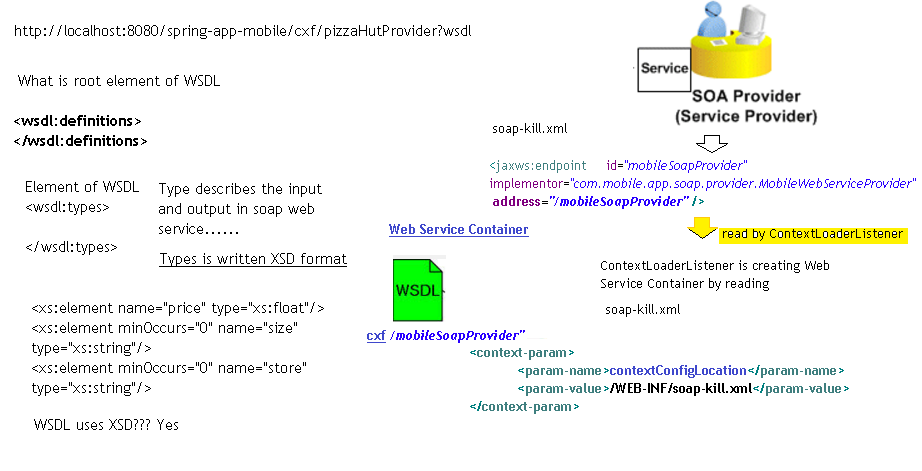 http://localhost:8080/spring-app-mobile/cxf/pizzaHutProvider?wsdl
What is root element of WSDL
<wsdl:definitions>
</wsdl:definitions>
Element of WSDL
<wsdl:types>
</wsdl:types>
Type describes the input
and output in soap web
service......
Types is written XSD format
<xs:element name="price" type="xs:float"/>
<xs:element minOccurs="0" name="size"
type="xs:string"/>
<xs:element minOccurs="0" name="store"
type="xs:string"/>
WSDL uses XSD??? Yes
Web Service Container
WSDL
cxf /mobileSoapProvider"
Service
SOA Provider
(Service Provider)
soap-kill.xml
<jaxws:endpoint id="mobileSoapProvider"
implementor="com.mobile.app.soap.provider.MobileWebServiceProvider"
address="/mobileSoapProvider" />
read by ContextLoaderListener
ContextLoaderListener is creating Web
Service Container by reading
soap-kill.xml
<context-param>
<param-name>contextConfigLocation</param-name>
<param-value>/WEB-INF/soap-kill.xml</param-value>
</context-param>